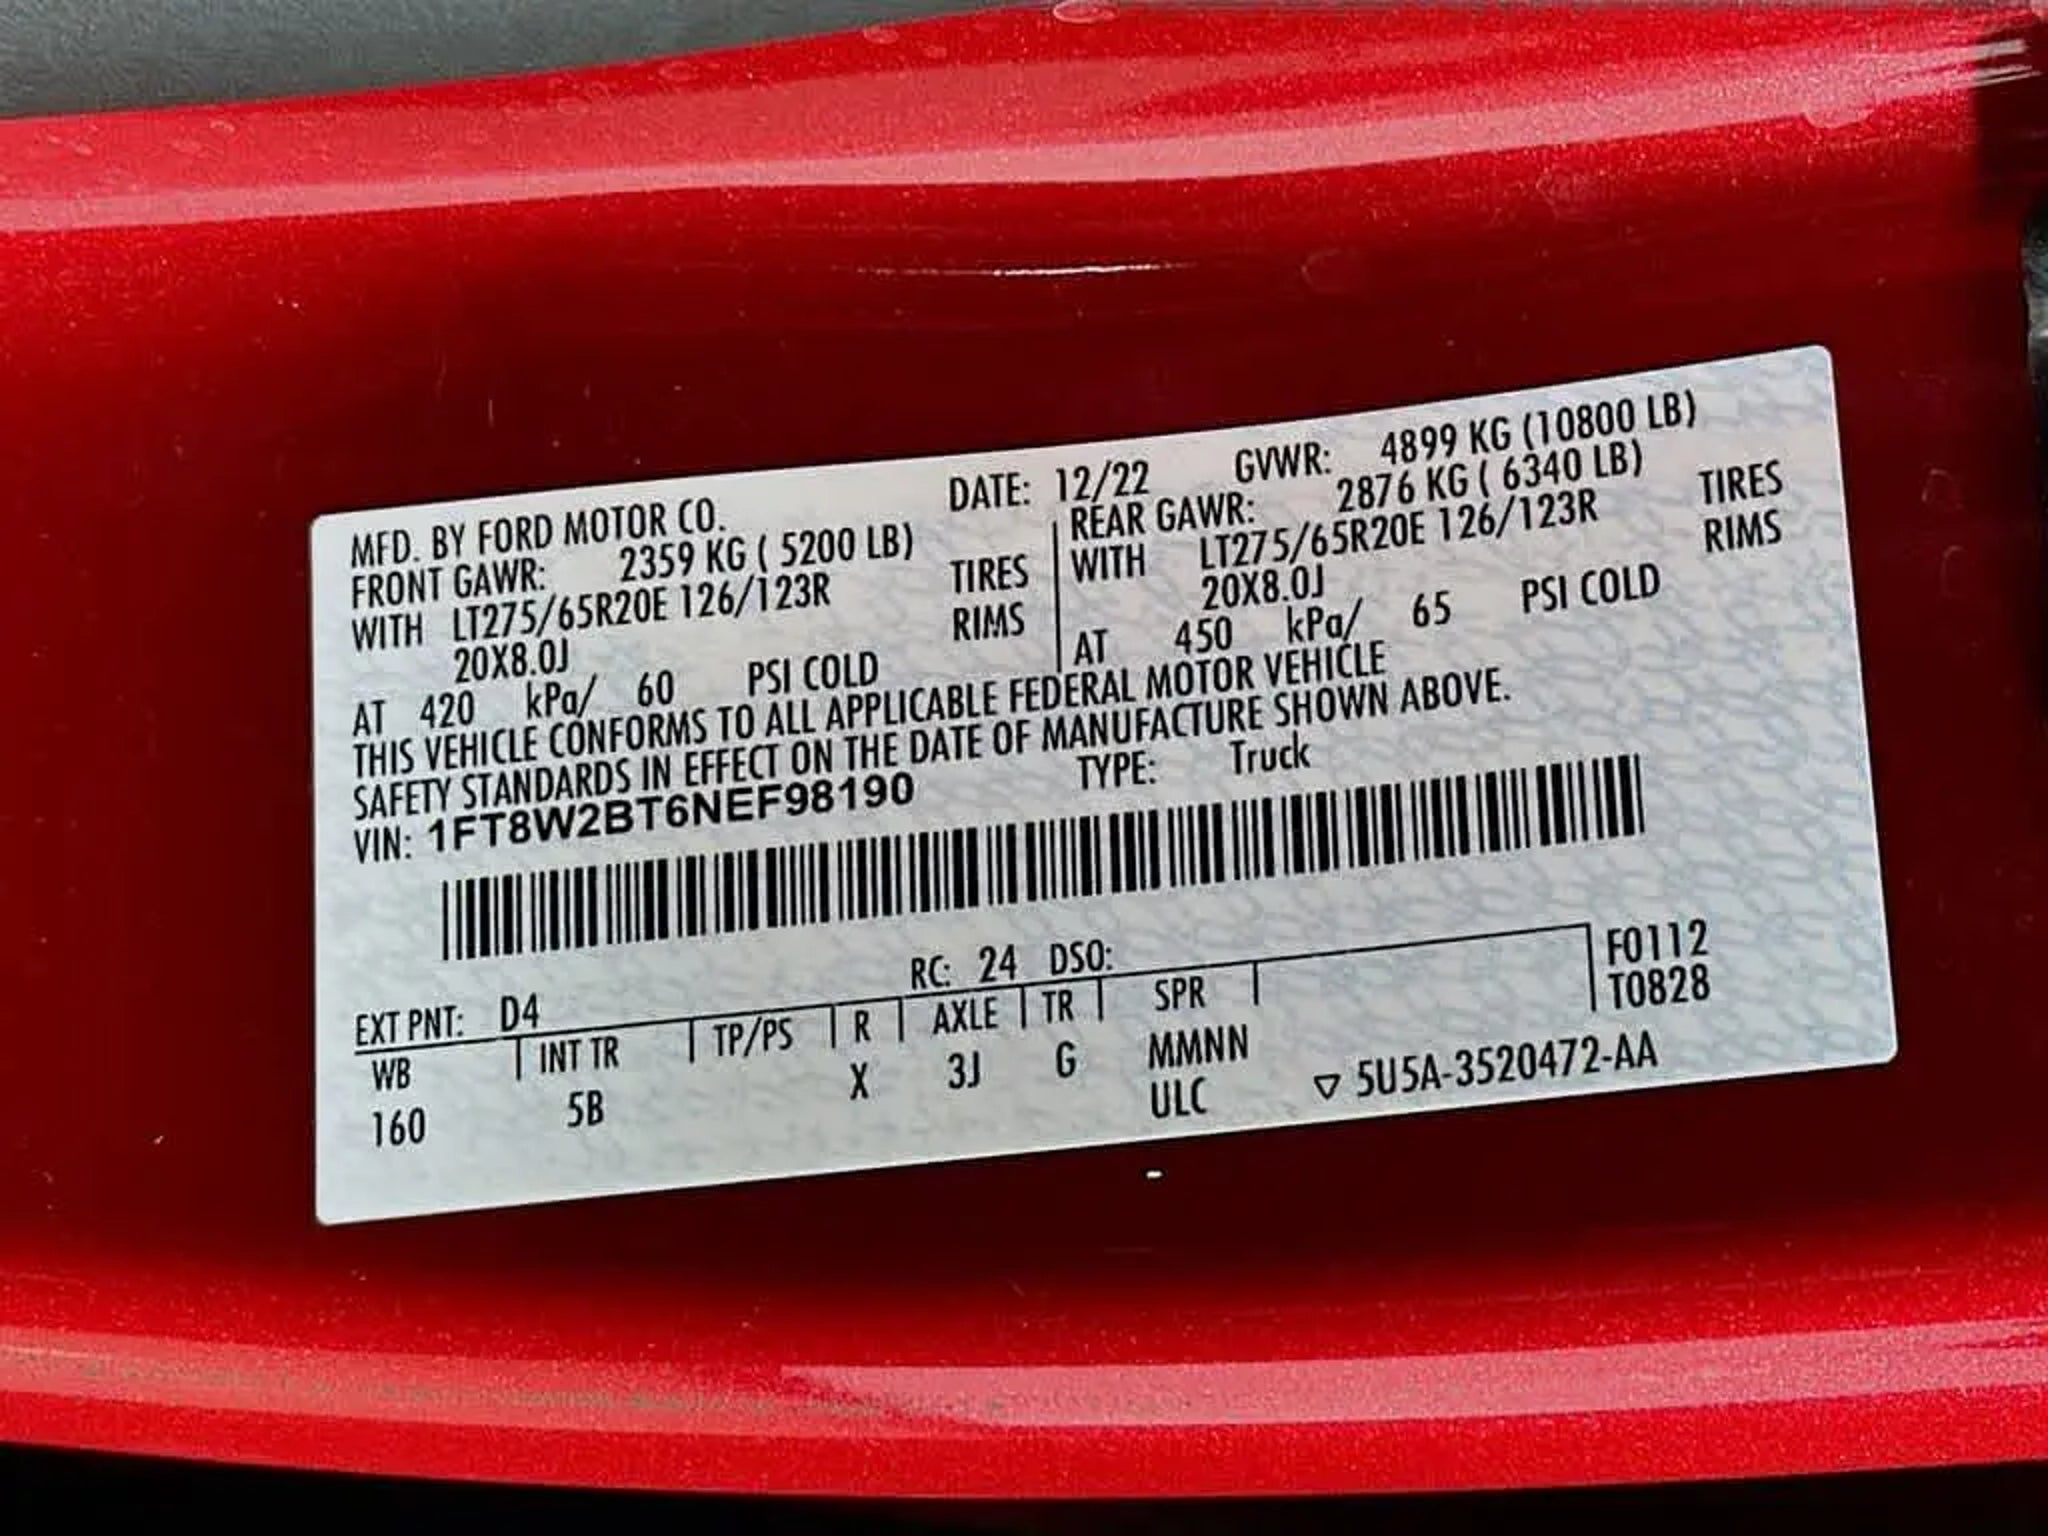 MFD. BY FORD MOTOR CO. DATE: 12/22 GVWR: 4899 KG (10800 LB)
FRONT GAWR: 2359 KG ( 5200 LB) REAR GAWR: 2876 KG ( 6340 LB)
WITH LT275/65R20E 126/123R TIRES WITH LT275/65R20E 126/123R TIRES
20X8.0J RIMS 20X8.0J RIMS
AT 420 kPa/ 60 PSI COLD AT 450 kPa/ 65 PSI COLD
THIS VEHICLE CONFORMS TO ALL APPLICABLE FEDERAL MOTOR VEHICLE
SAFETY STANDARDS IN EFFECT ON THE DATE OF MANUFACTURE SHOWN ABOVE.
VIN: 1FT8W2BT6NEF98190 TYPE: Truck
EXT PNT: D4 RC: 24 DSO: F0112
T0828
WB INT TR TP/PS R AXLE TR SPR
160 5B X 3J G MMNN
ULC ▽ 5U5A-3520472-AA